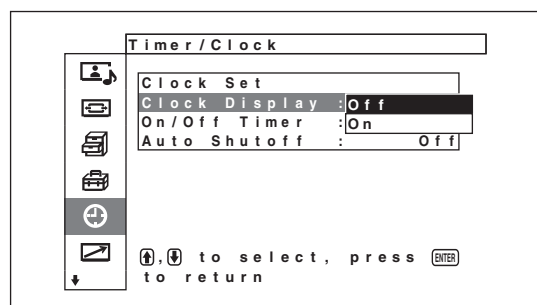 Timer/Clock
Clock Set
Clock Display :Off
On/Off Timer :On
Auto Shutoff : Off
, to select, press ENTER
to return